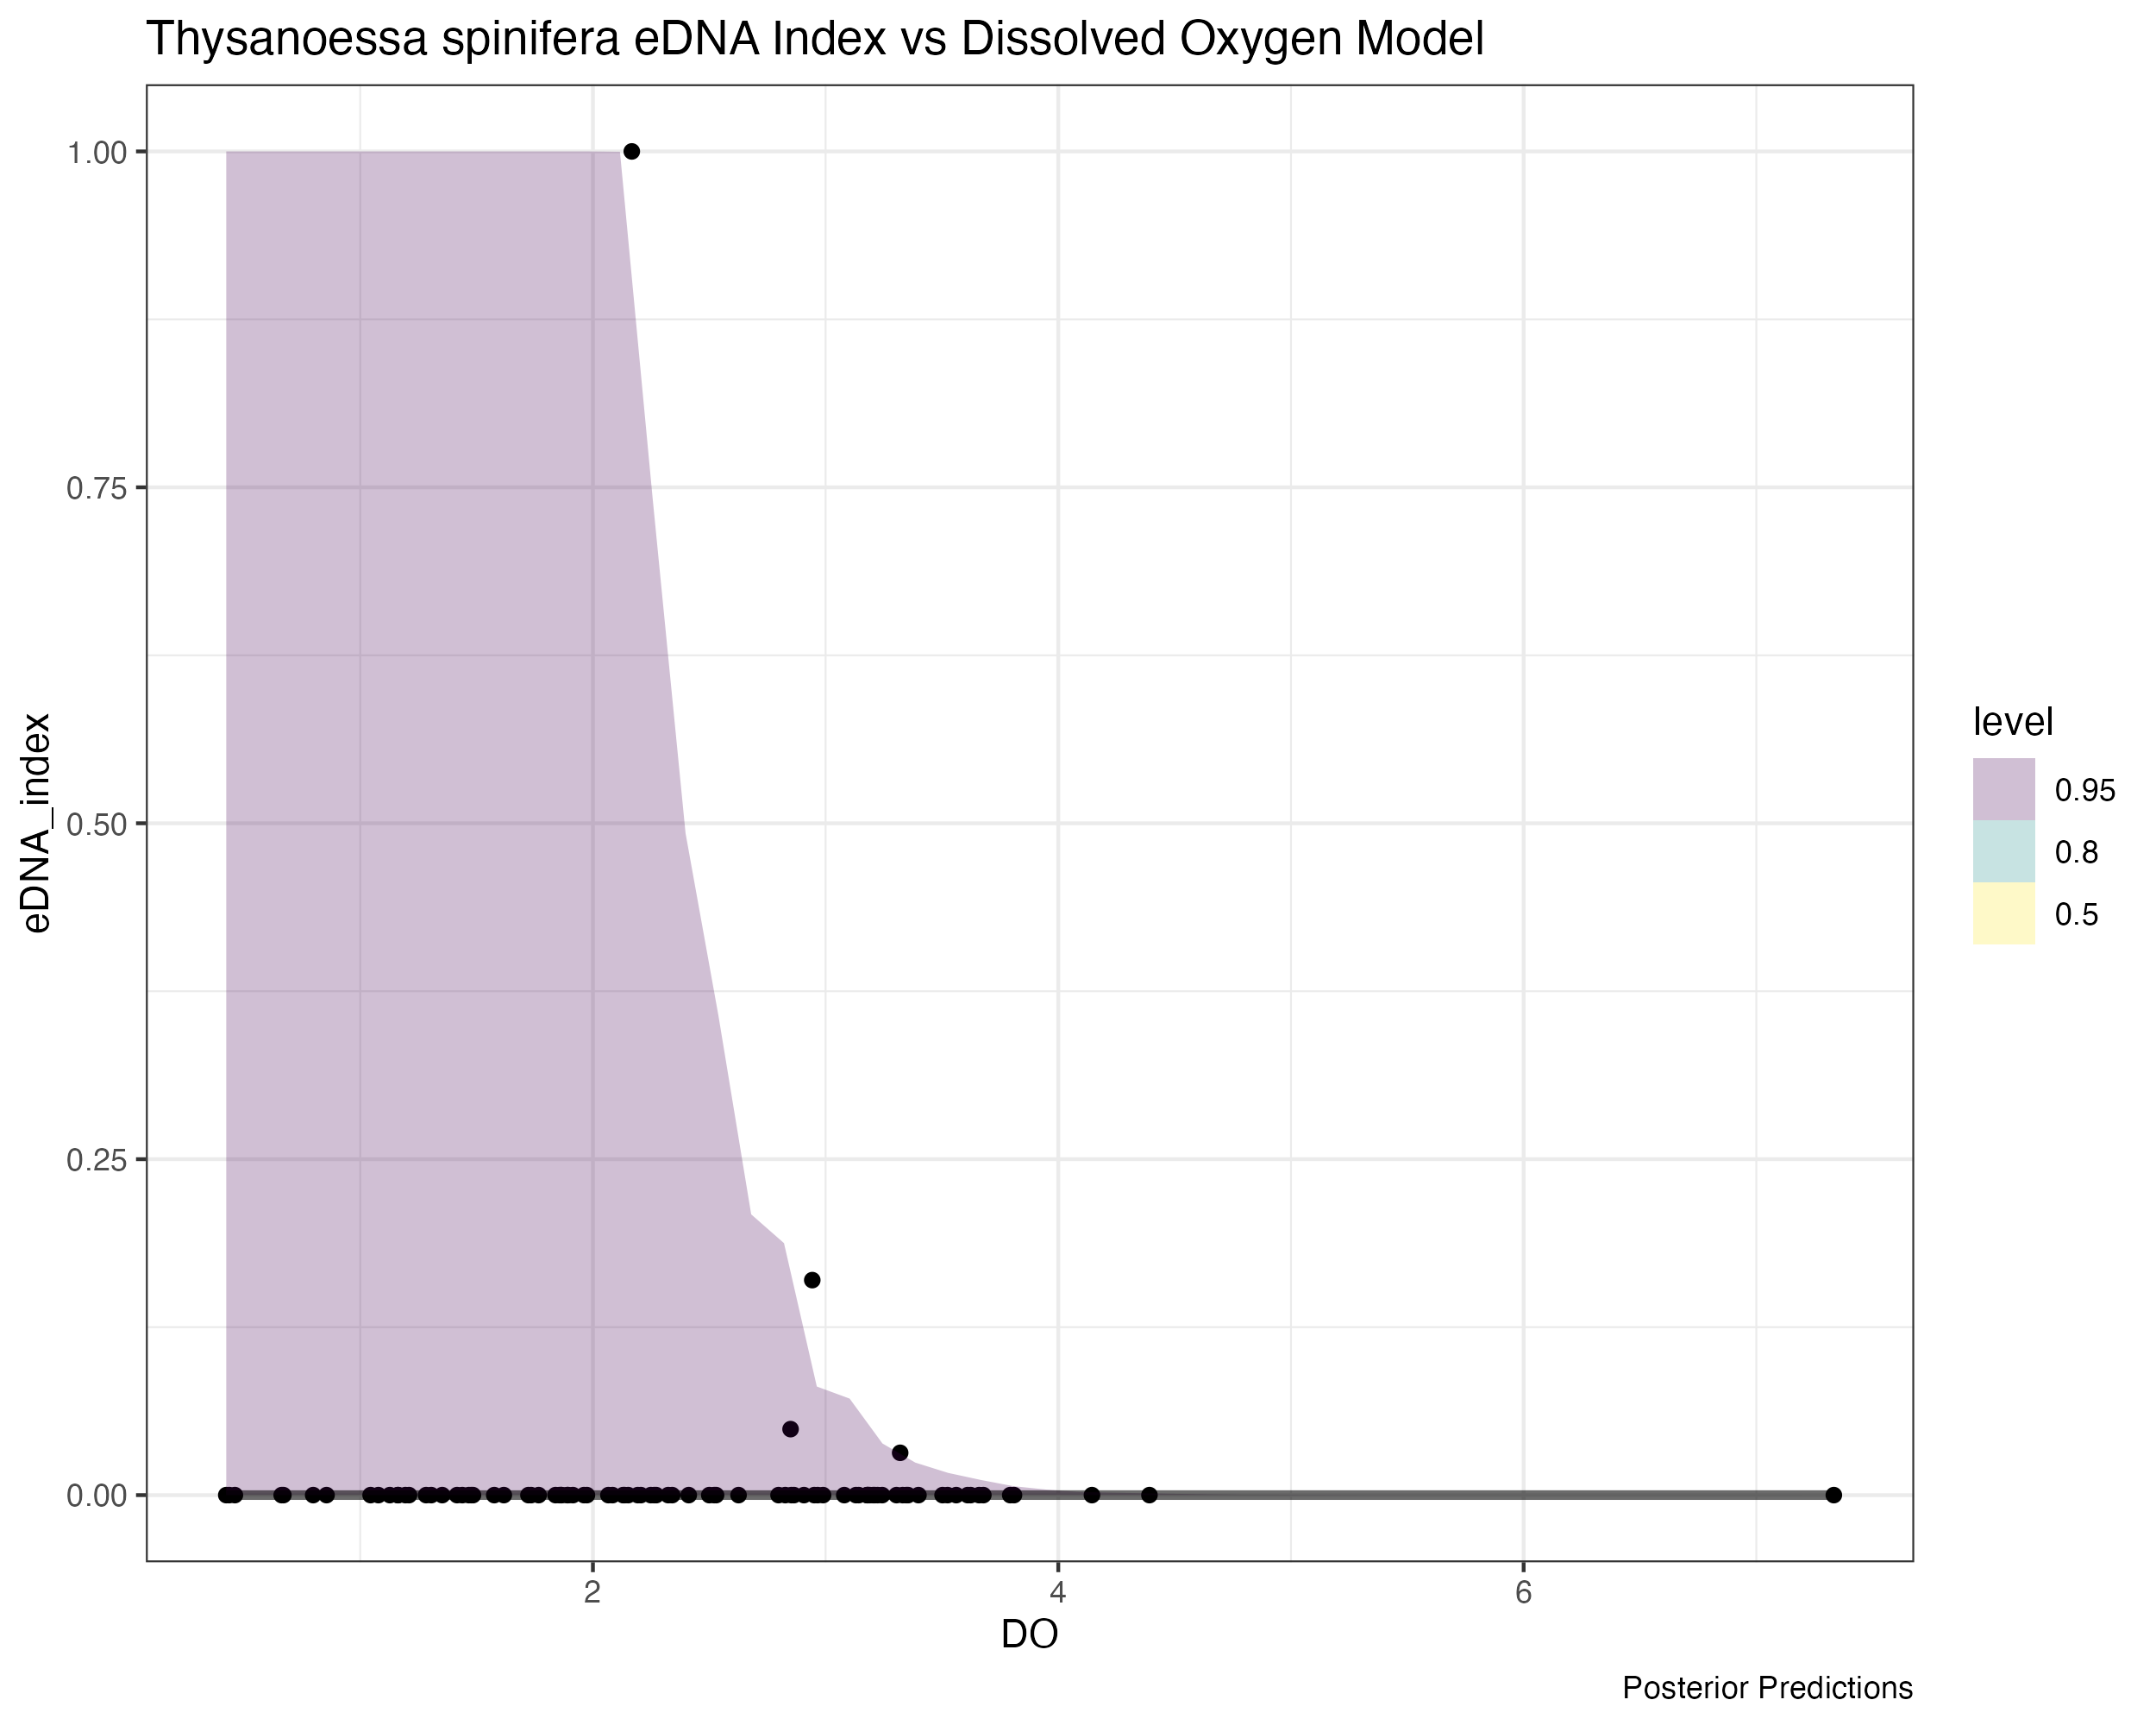 Thysanoessa spinifera eDNA Index vs Dissolved Oxygen Model
eDNA_index
1.00
0.75
0.50
0.25
0.00
2
4
6
DO
level
0.95
0.8
0.5
Posterior Predictions